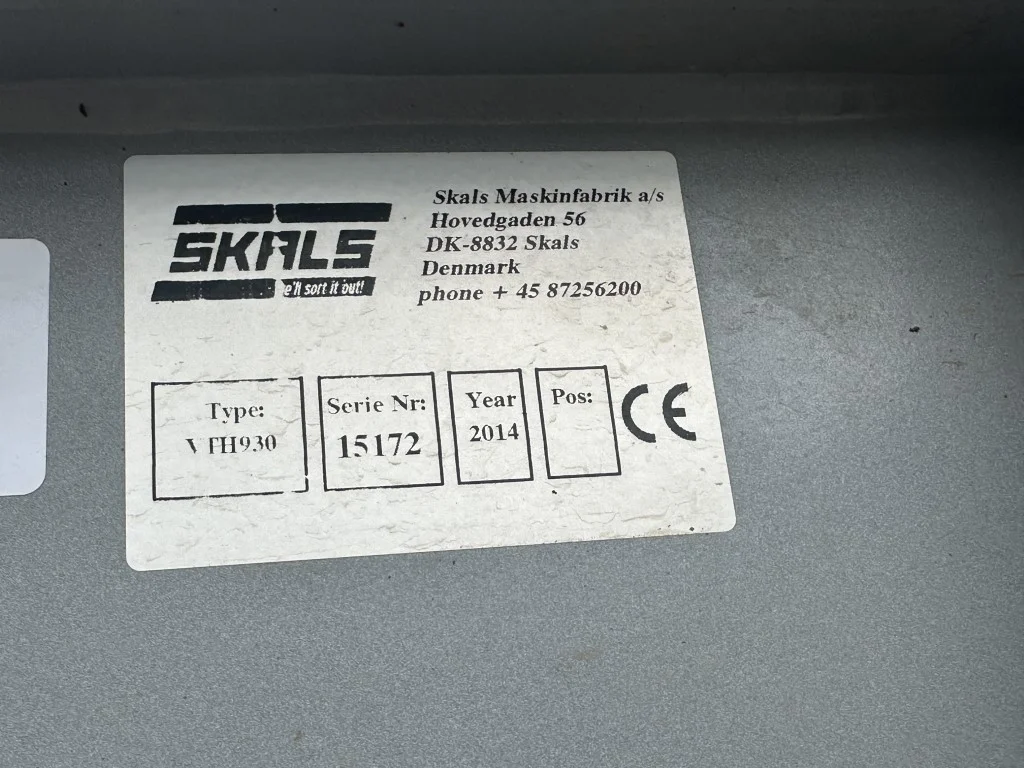 SKALS
e'll sort it out!
Skals Maskinfabrik a/s
Hovedgaden 56
DK-8832 Skals
Denmark
phone + 45 87256200
Type:
Serie Nr:
15172
Year
2014
Pos:
CE